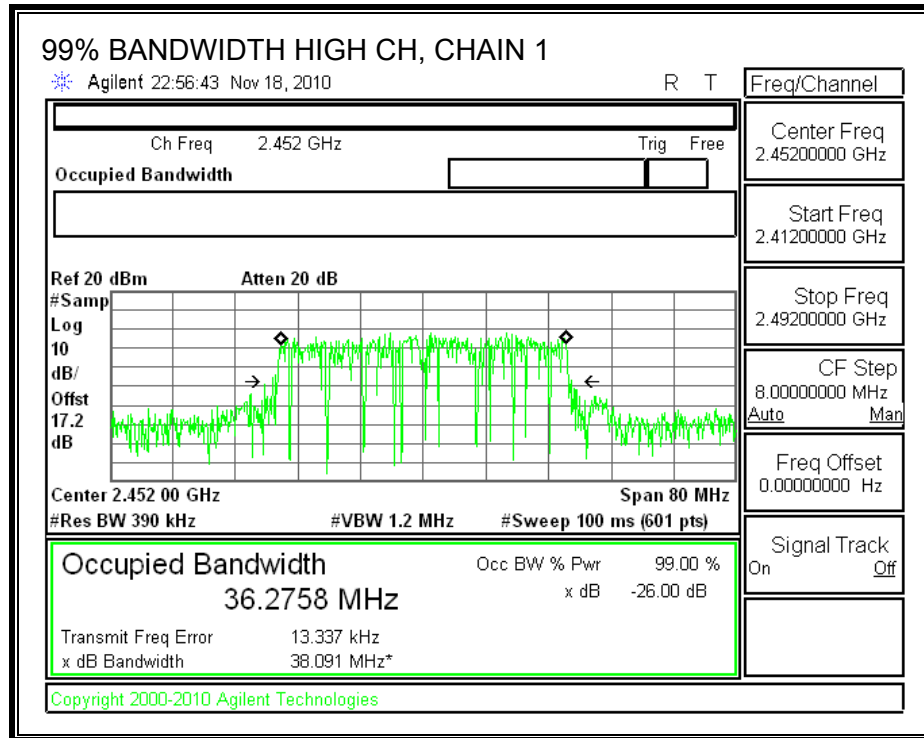 99% BANDWIDTH HIGH CH, CHAIN 1
Agilent 22:56:43 Nov 18, 2010 R T
Freq/Channel
Ch Freq 2.452 GHz Trig Free
Occupied Bandwidth
Center Freq
2.45200000 GHz
Start Freq
2.41200000 GHz
Stop Freq
2.49200000 GHz
CF Step
8.00000000 MHz
Auto Man
Freq Offset
0.00000000 Hz
Signal Track
On Off
Ref 20 dBm Atten 20 dB
#Samp
Log
10
dB/
Offst
17.2
dB
Center 2.452 00 GHz Span 80 MHz
#Res BW 390 kHz #VBW 1.2 MHz #Sweep 100 ms (601 pts)
Occupied Bandwidth Occ BW % Pwr 99.00 %
36.2758 MHz x dB -26.00 dB
Transmit Freq Error 13.337 kHz
x dB Bandwidth 38.091 MHz*
Copyright 2000-2010 Agilent Technologies